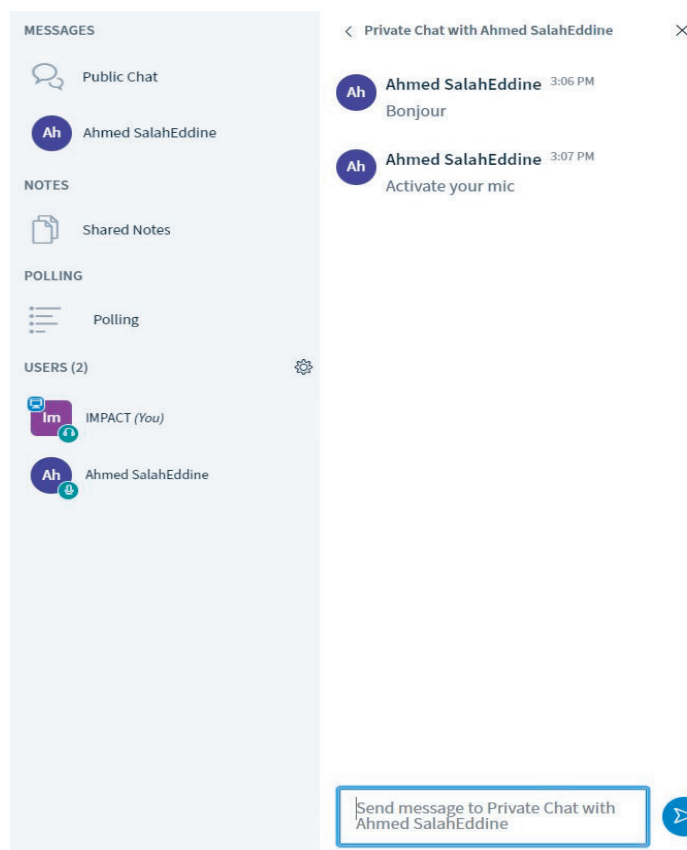 MESSAGES
Public Chat
Ah
Ahmed SalahEddine
NOTES
Shared Notes
POLLING
Polling
USERS (2)
Im
IMPACT (You)
Ah
Ahmed SalahEddine
Private Chat with Ahmed SalahEddine
Ah
Ahmed SalahEddine 3:06 PM
Bonjour
Ah
Ahmed SalahEddine 3:07 PM
Activate your mic
Send message to Private Chat with
Ahmed SalahEddine